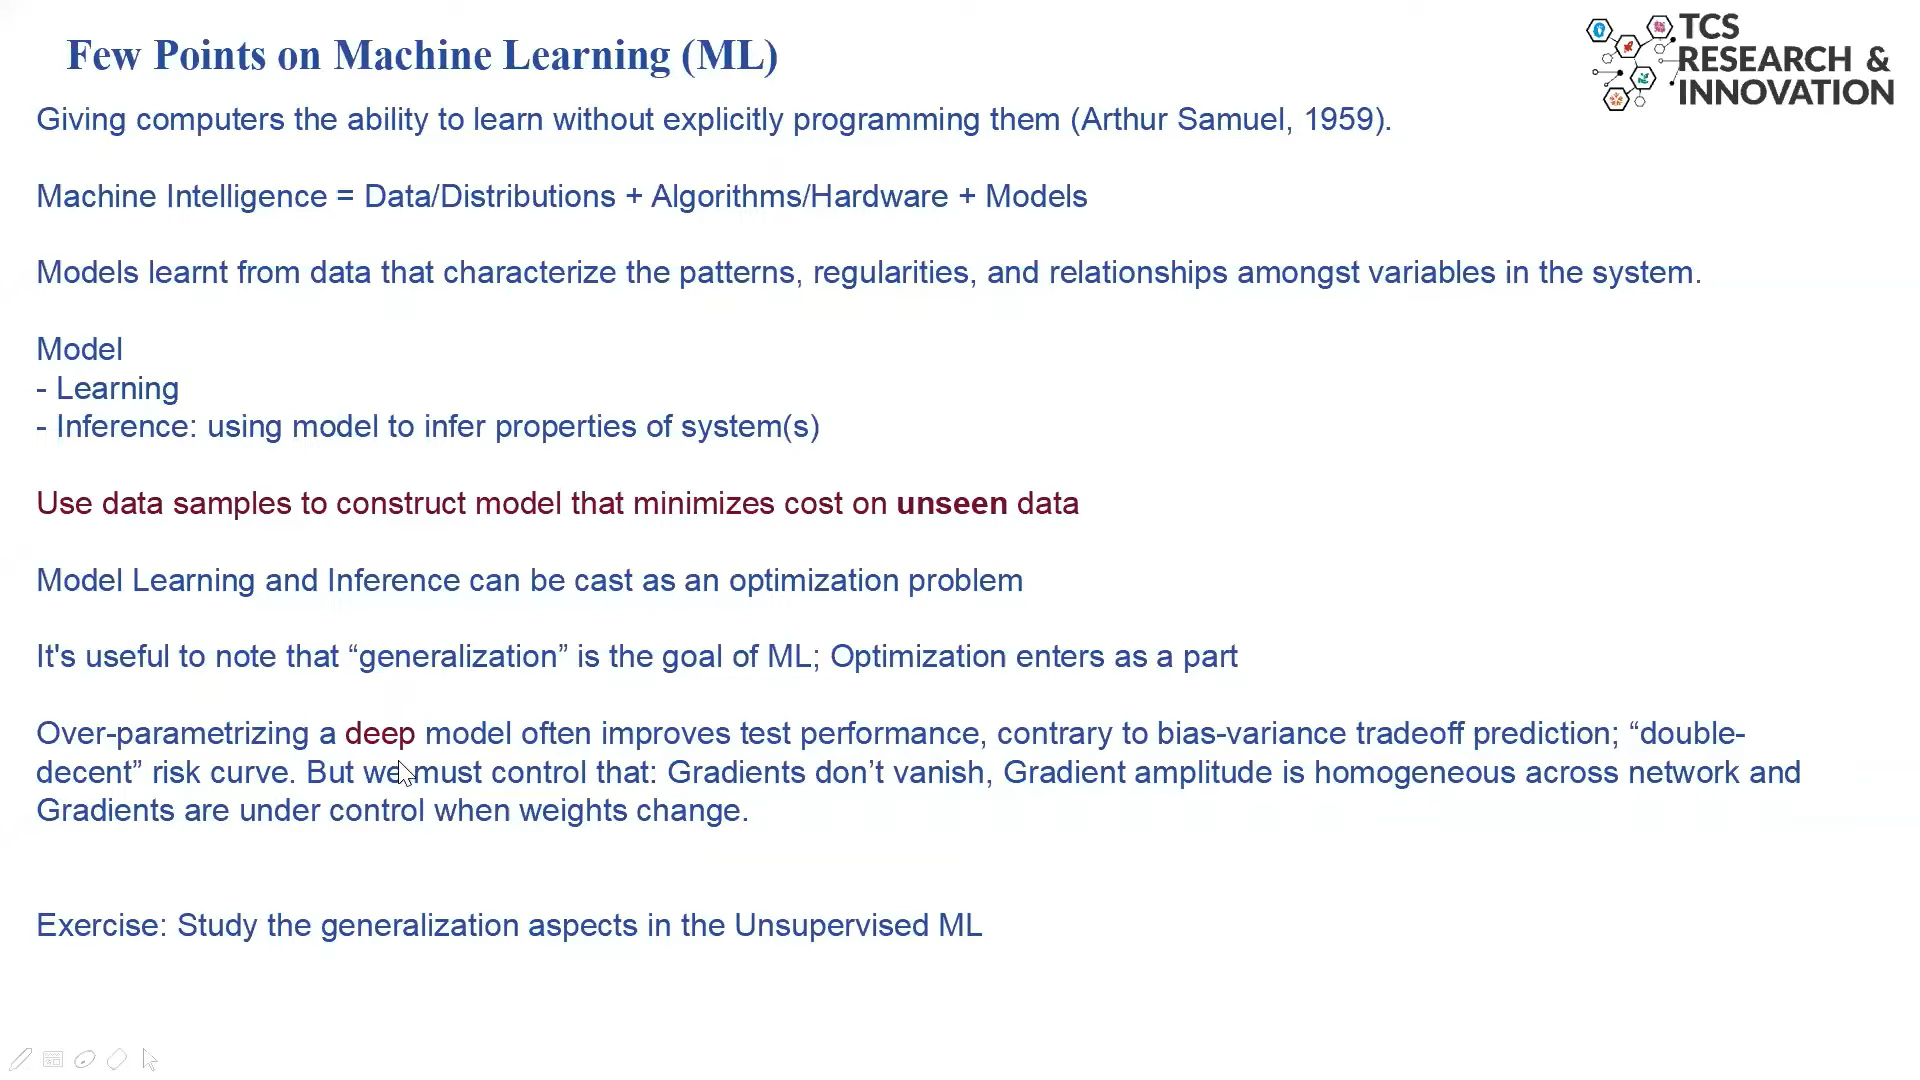 Few Points on Machine Learning (ML)
TCS
RESEARCH &
INNOVATION
Giving computers the ability to learn without explicitly programming them (Arthur Samuel, 1959).
Machine Intelligence = Data/Distributions + Algorithms/Hardware + Models
Models learnt from data that characterize the patterns, regularities, and relationships amongst variables in the system.
Model
- Learning
- Inference: using model to infer properties of system(s)
Use data samples to construct model that minimizes cost on unseen data
Model Learning and Inference can be cast as an optimization problem
It's useful to note that “generalization” is the goal of ML; Optimization enters as a part
Over-parametrizing a deep model often improves test performance, contrary to bias-variance tradeoff prediction; “double-
decent” risk curve. But we must control that: Gradients don’t vanish, Gradient amplitude is homogeneous across network and
Gradients are under control when weights change.
Exercise: Study the generalization aspects in the Unsupervised ML